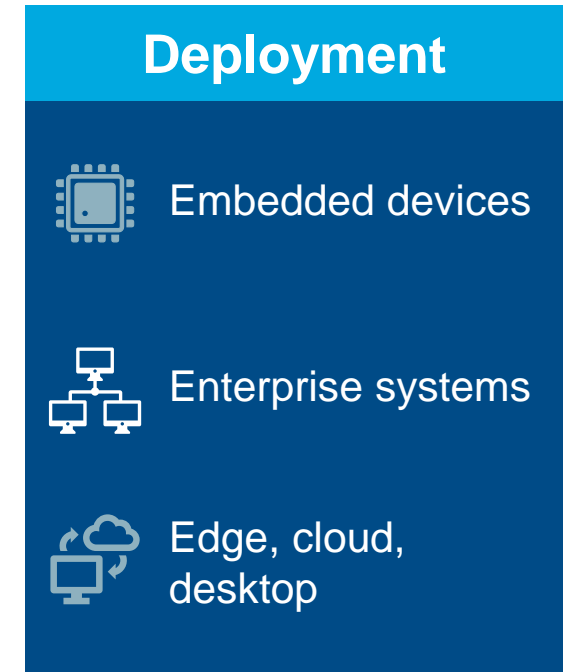 Deployment
Embedded devices
Enterprise systems
Edge, cloud,
desktop